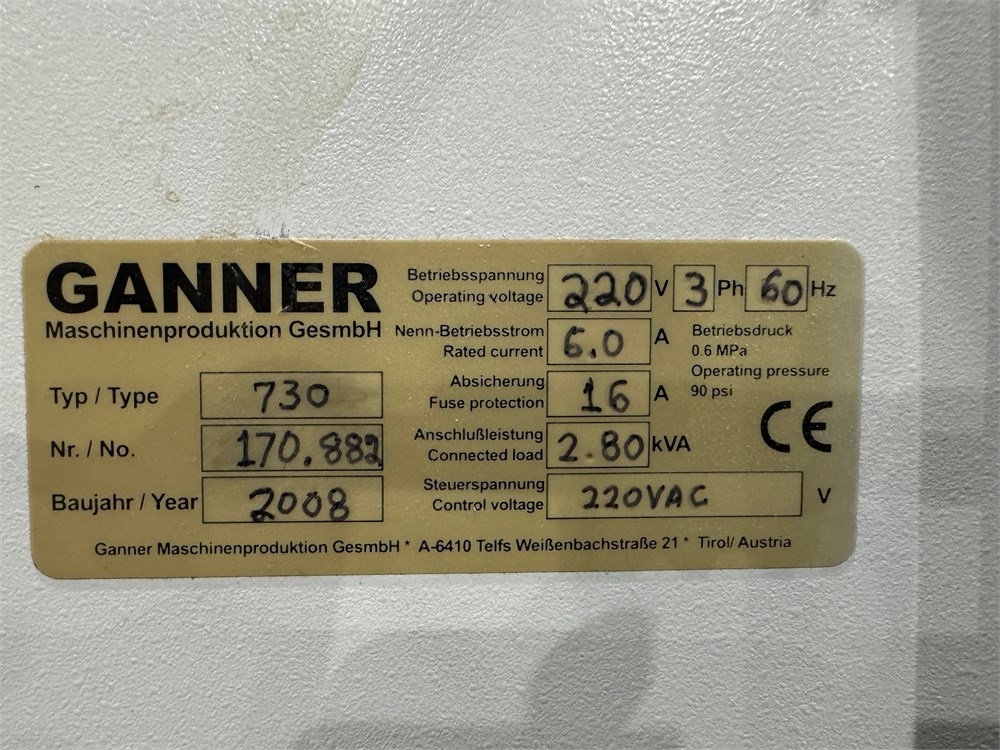 GANNER
Maschinenproduktion GesmbH
Typ / Type 730
Nr. / No. 170.882
Baujahr / Year 2008
Betriebsspannung
Operating voltage 220 V 3 Ph 60 Hz
Nenn-Betriebsstrom
Rated current 6.0 A
Absicherung
Fuse protection 16 A
Anschlußleistung
Connected load 2.80 kVA
Steuerspannung
Control voltage 220VAC V
Betriebsdruck
0.6 MPa
Operating pressure
90 psi
CE
Ganner Maschinenproduktion GesmbH * A-6410 Telfs Weißenbachstraße 21 * Tirol/ Austria